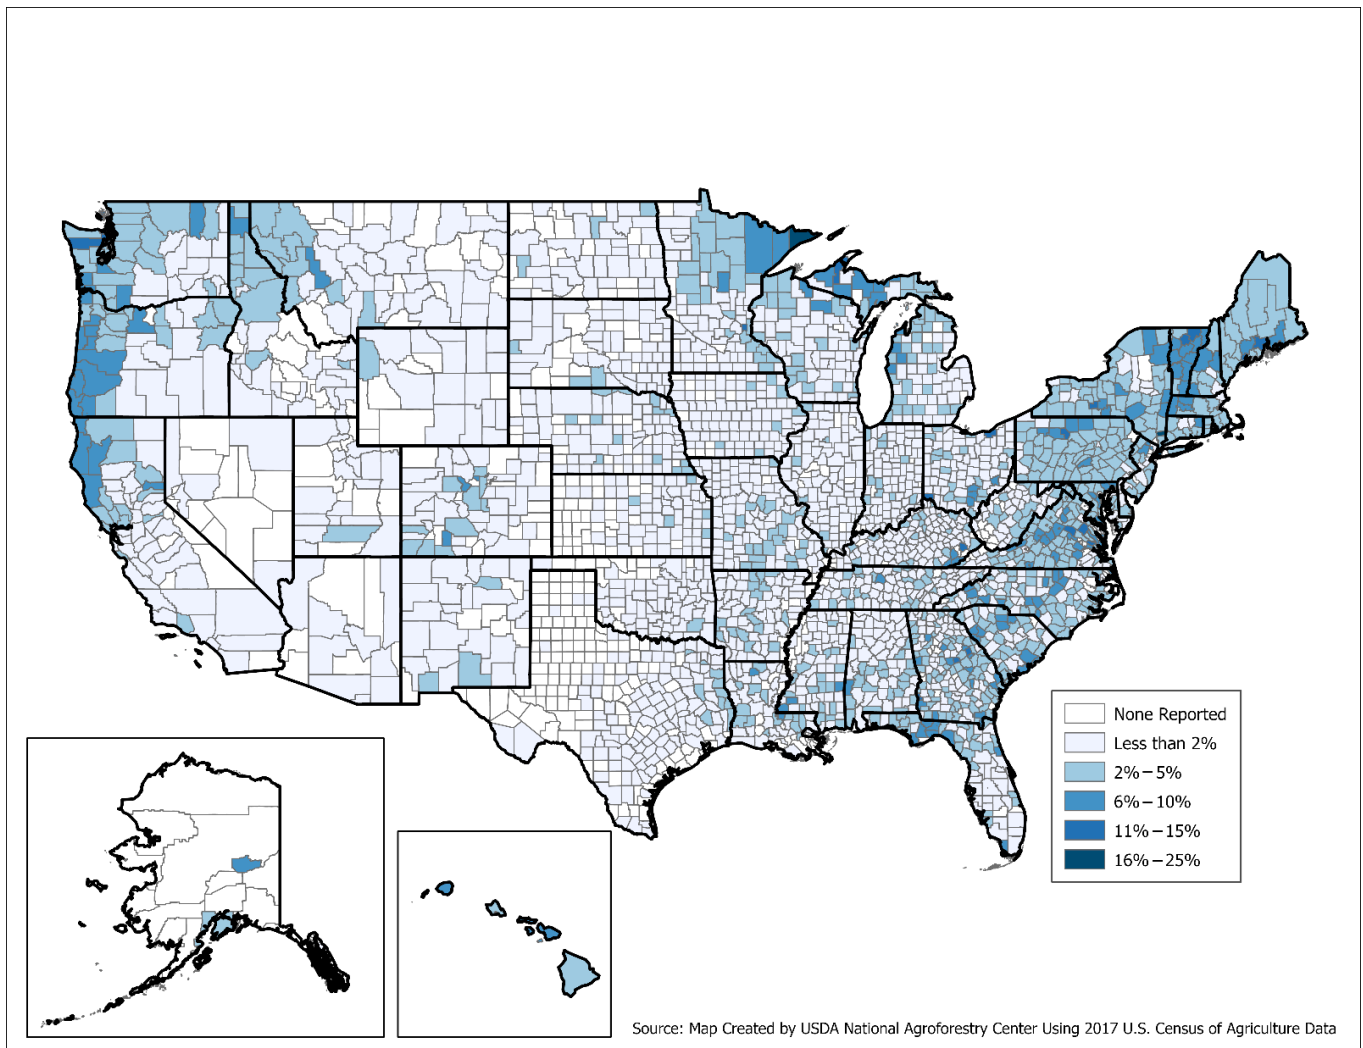 None Reported
Less than 2%
2%–5%
6%–10%
11%–15%
16%–25%
Source: Map Created by USDA National Agroforestry Center Using 2017 U.S. Census of Agriculture Data